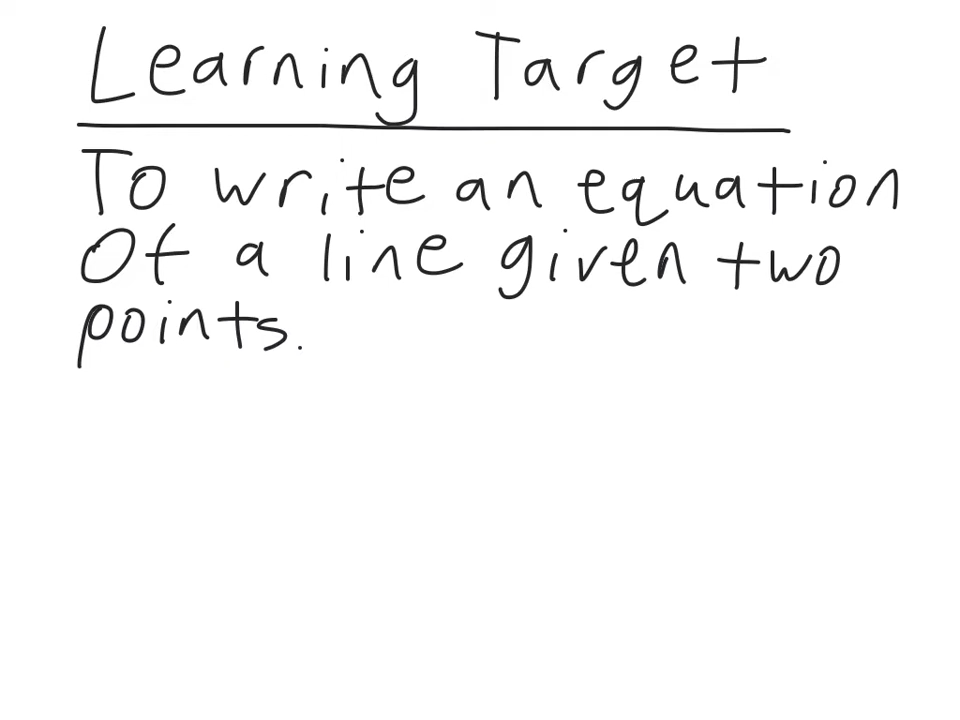 Learning Target
To write an equation
Of a line given two
points.